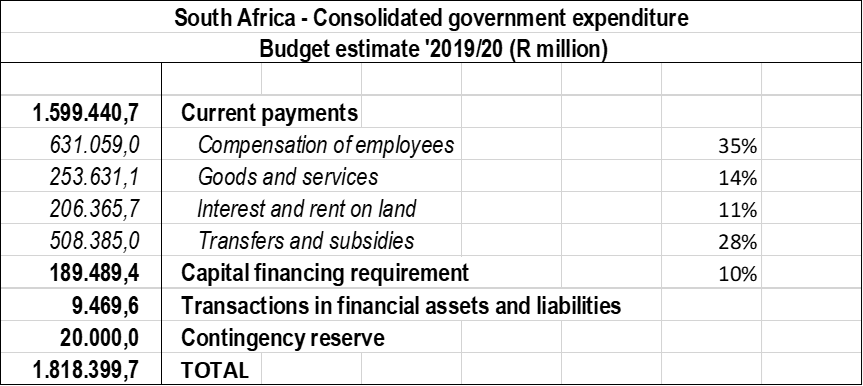 South Africa - Consolidated government expenditure
Budget estimate '2019/20 (R million)
1.599.440,7 Current payments
631.059,0 Compensation of employees 35%
253.631,1 Goods and services 14%
206.365,7 Interest and rent on land 11%
508.385,0 Transfers and subsidies 28%
189.489,4 Capital financing requirement 10%
9.469,6 Transactions in financial assets and liabilities
20.000,0 Contingency reserve
1.818.399,7 TOTAL